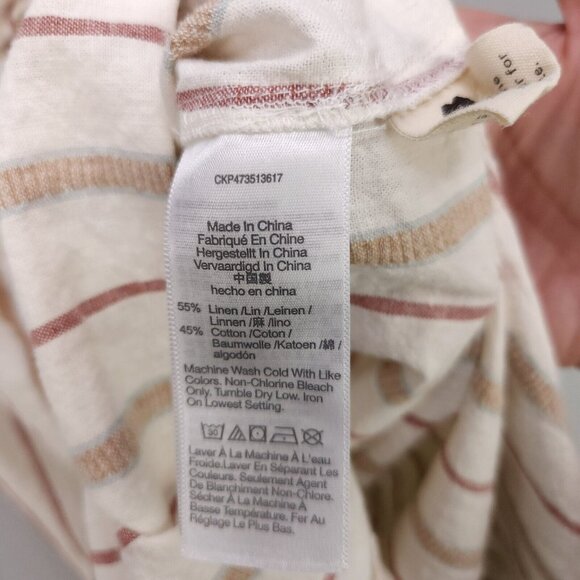 CKP473513617
Made In China
Fabriqué En Chine
Hergestellt In China
Vervaardigd In China
中国製
hecho en china
55% Linen /Lin /Leinen /
Linnen /麻 /lino
45% Cotton /Coton /
Baumwolle /Katoen /綿 /
algodón
Machine Wash Cold With Like
Colors. Non-Chlorine Bleach
Only. Tumble Dry Low. Iron
On Lowest Setting.
30
Laver À La Machine À L'eau
Froide.Laver En Séparant Les
Couleurs. Seulement Agent
De Blanchiment Non-Chlore.
Sécher À La Machine À
Basse Température. Fer Au
Réglage Le Plus Bas.
for